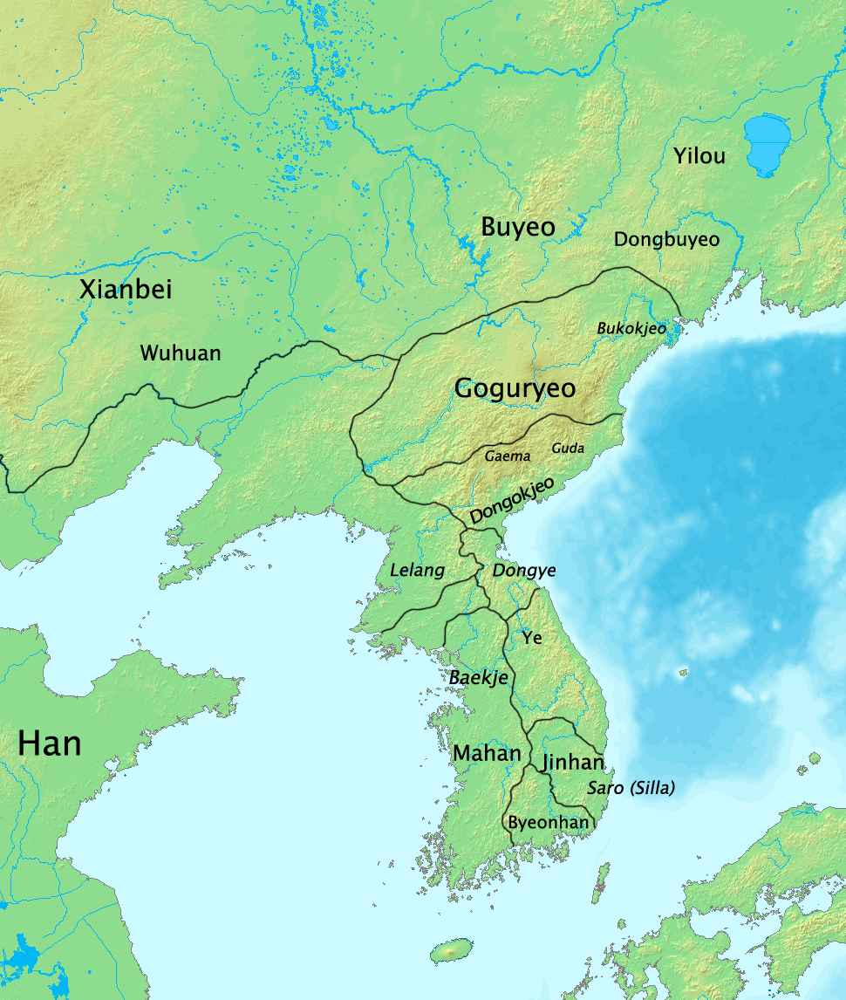 Yilou
Buyeo
Dongbuyeo
Xianbei
Bukokjeo
Wuhuan
Goguryeo
Guda
Gaema
Dongokjeo
Lelang
Dongye
Ye
Baekje
Han
Mahan
Jinhan
Saro (Silla)
Byeonhan